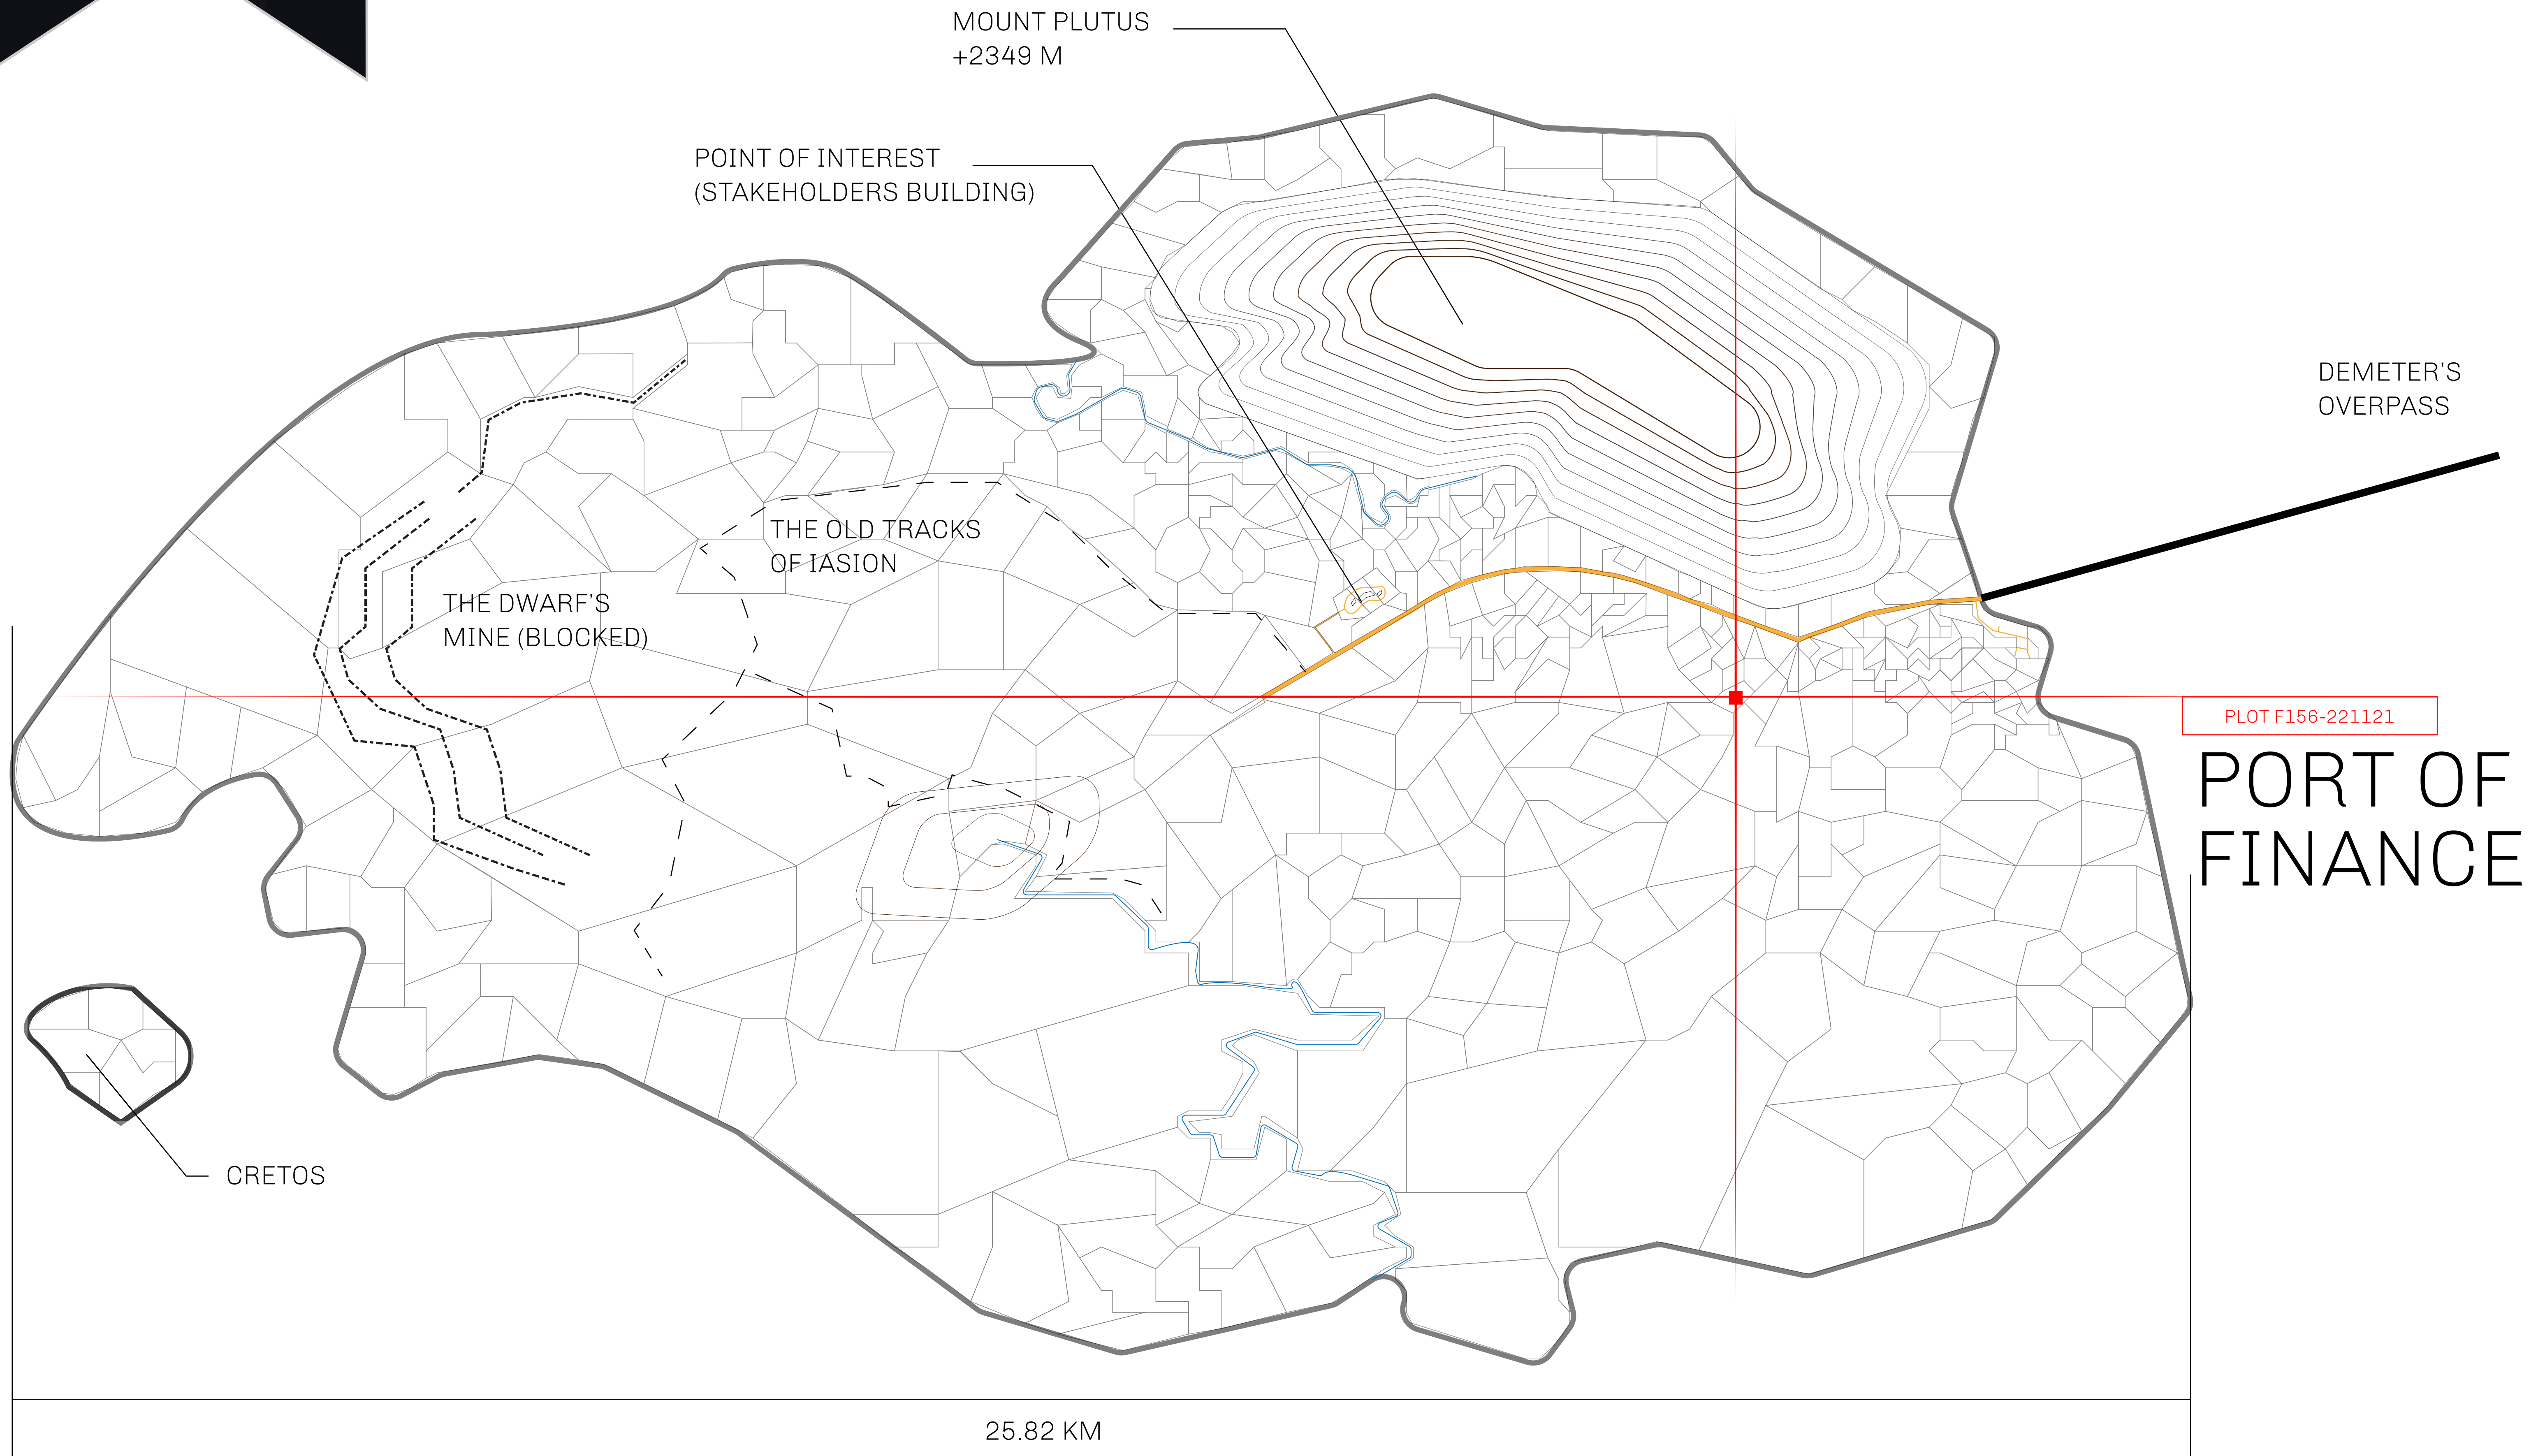 MOUNT PLUTUS
+2349 M
POINT OF INTEREST
(STAKEHOLDERS BUILDING)
DEMETER'S
OVERPASS
THE OLD TRACKS
OF IASION
THE DWARF'S
MINE (BLOCKED)
PLOT F156-221121
PORT OF
FINANCE
CRETOS
25.82 KM